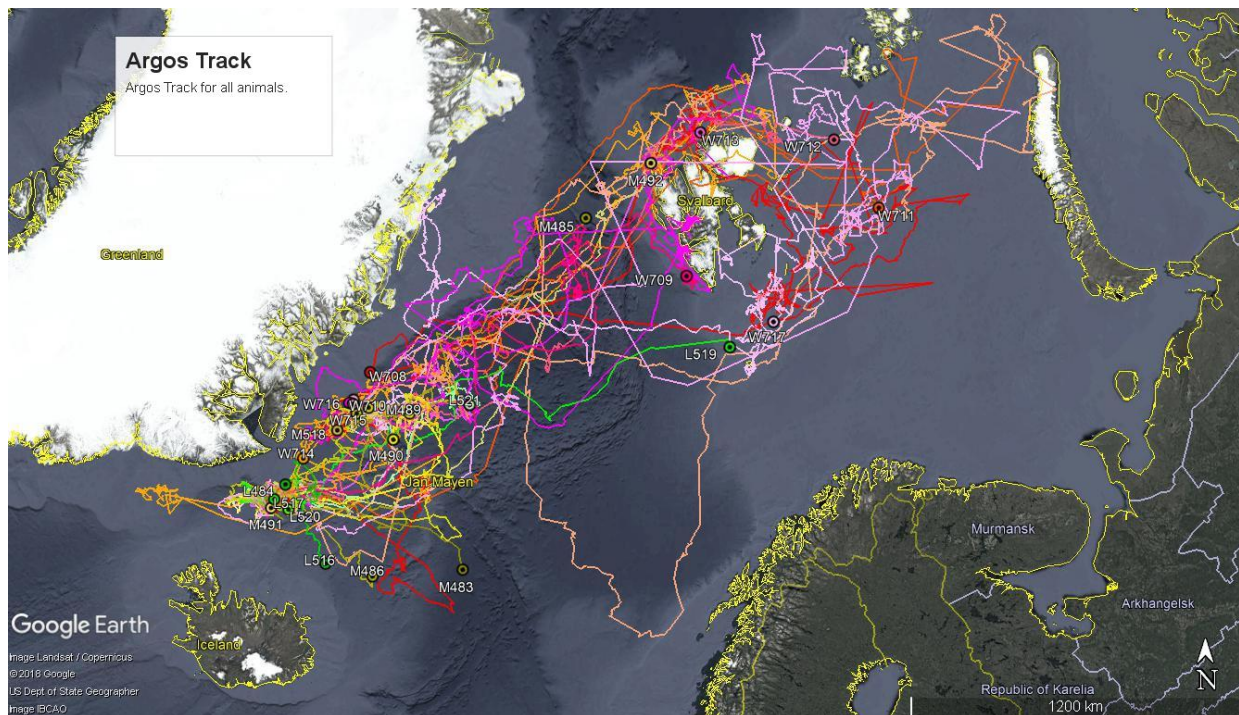 Argos Track
Argos Track for all animals.
W713
W712
M492
Svalbard
W711
M485
Greenland
W709
W717
L519
W708
W716
W710
M489
L521
W715
M518
M490
W714
Jan Mayen
L484
L517
L520
M491
L516
M486
M483
Murmansk
Arkhangelsk
Google Earth
Iceland
Image Landsat / Copernicus
© 2018 Google
US Dept of State Geographer
Image IBCAO
N
Republic of Karelia
1200 km